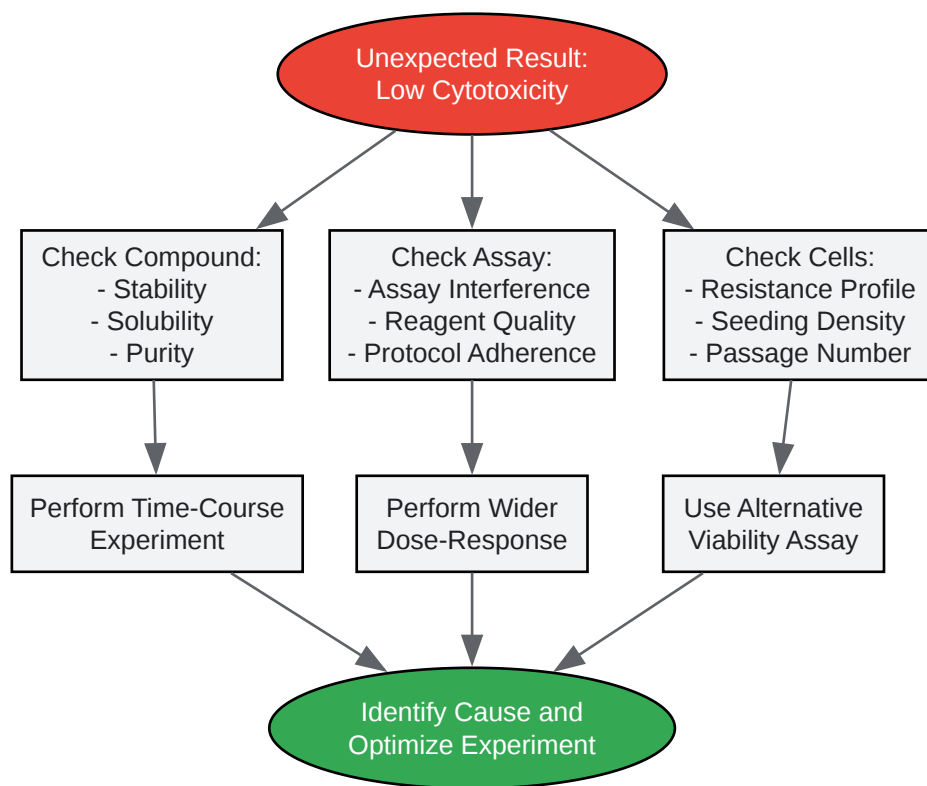 Unexpected Result:
Low Cytotoxicity
Check Compound:
- Stability
- Solubility
- Purity
Check Assay:
- Assay Interference
- Reagent Quality
- Protocol Adherence
Check Cells:
- Resistance Profile
- Seeding Density
- Passage Number
Perform Time-Course
Experiment
Perform Wider
Dose-Response
Use Alternative
Viability Assay
Identify Cause and
Optimize Experiment